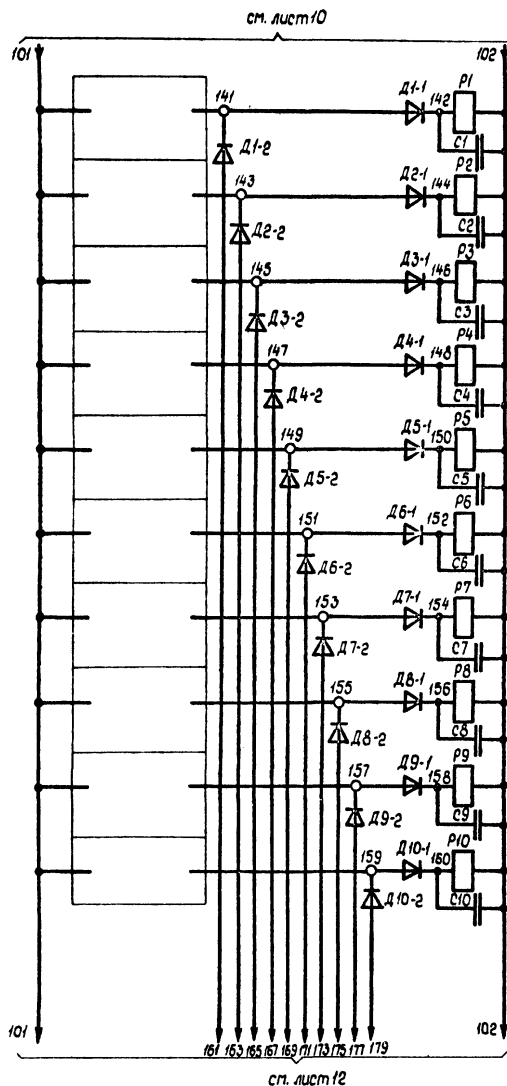 см. лист 10
101 102
141 Д1-1 142 Р1
Д1-2 С1
143 Д2-1 144 Р2
Д2-2 С2
145 Д3-1 146 Р3
Д3-2 С3
147 Д4-1 148 Р4
Д4-2 С4
149 Д5-1 150 Р5
Д5-2 С5
151 Д6-1 152 Р6
Д6-2 С6
153 Д7-1 154 Р7
Д7-2 С7
155 Д8-1 156 Р8
Д8-2 С8
157 Д9-1 158 Р9
Д9-2 С9
159 Д10-1 160 Р10
Д10-2 С10
101 161 163 165 167 169 171 173 175 177 179 102
см. лист 12